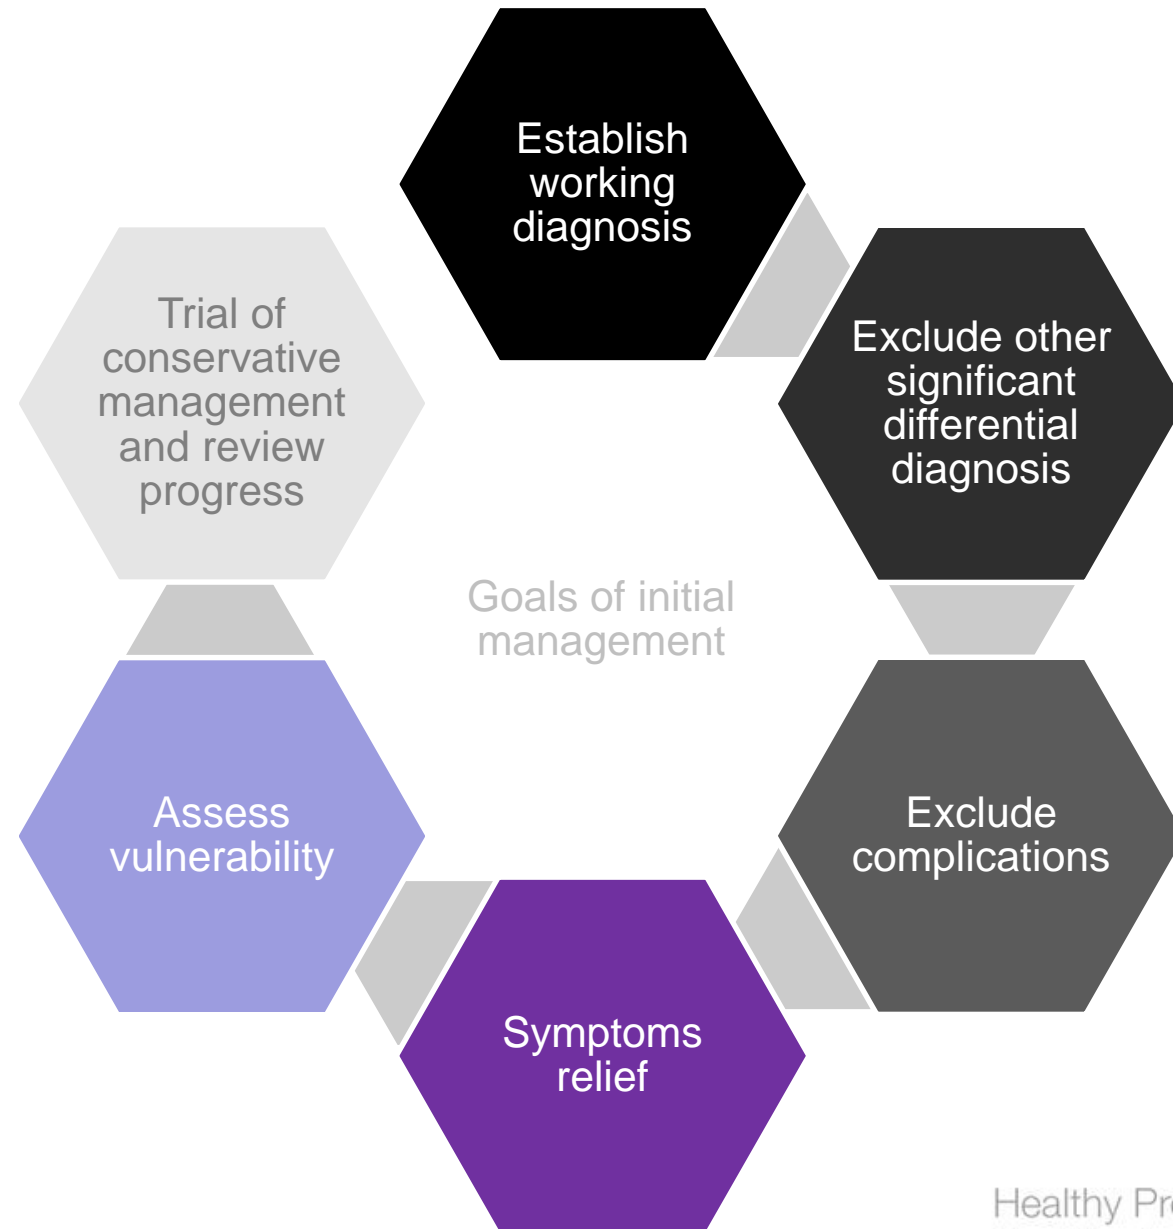 Establish
working
diagnosis
Exclude other
significant
differential
diagnosis
Exclude
complications
Symptoms
relief
Assess
vulnerability
Trial of
conservative
management
and review
progress
Goals of initial
management
Healthy